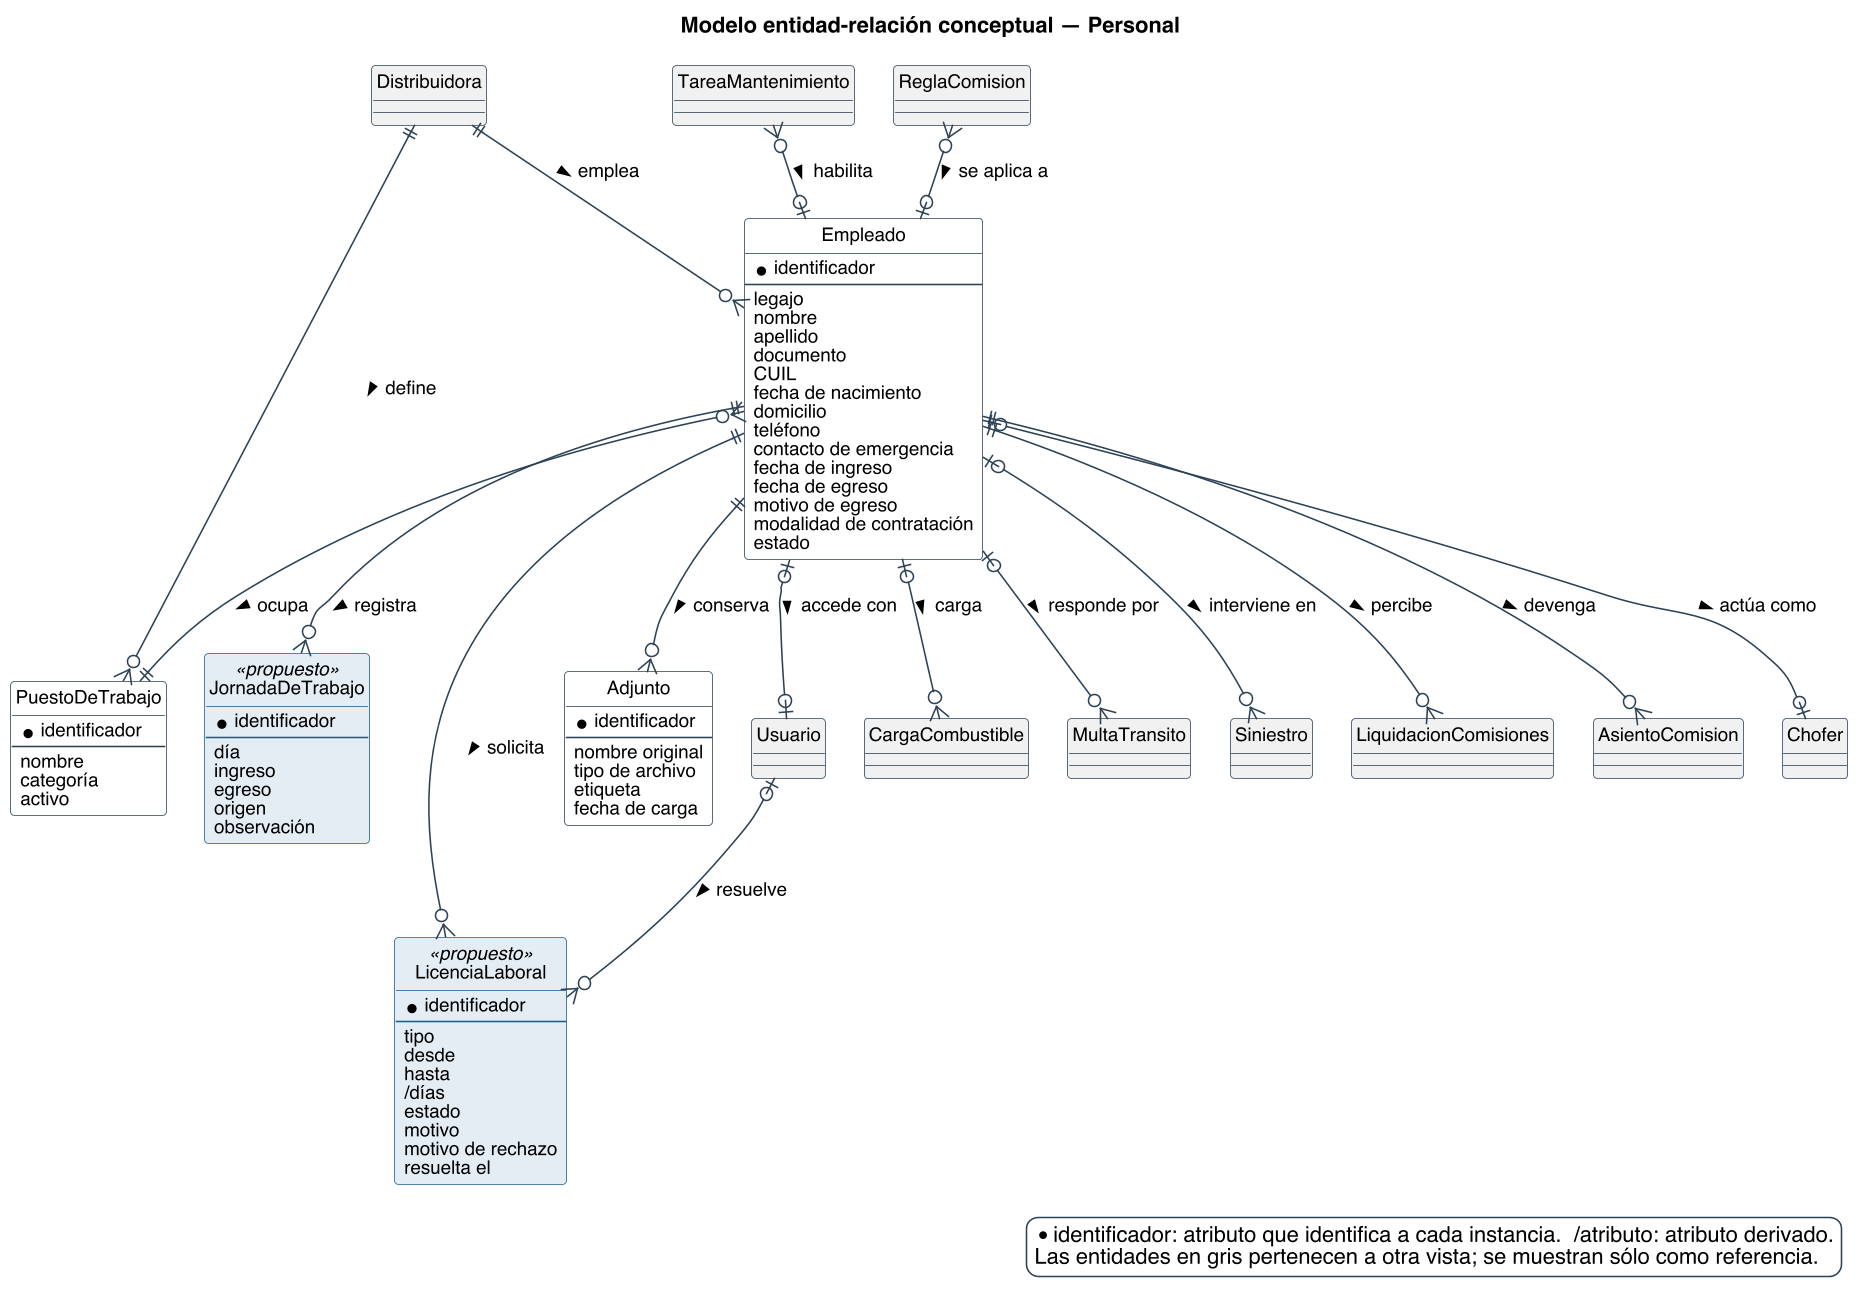 Modelo entidad-relación conceptual — Personal
Distribuidora
TareaMantenimiento
ReglaComision
emplea
habilita
se aplica a
Empleado
identificador
legajo
nombre
apellido
documento
CUIL
fecha de nacimiento
domicilio
teléfono
contacto de emergencia
fecha de ingreso
fecha de egreso
motivo de egreso
modalidad de contratación
estado
define
ocupa
registra
conserva
accede con
carga
responde por
interviene en
percibe
devenga
actúa como
PuestoDeTrabajo
identificador
nombre
categoría
activo
«propuesto»
JornadaDeTrabajo
identificador
día
ingreso
egreso
origen
observación
solicita
Adjunto
identificador
nombre original
tipo de archivo
etiqueta
fecha de carga
Usuario
CargaCombustible
MultaTransito
Siniestro
LiquidacionComisiones
AsientoComision
Chofer
resuelve
«propuesto»
LicenciaLaboral
identificador
tipo
desde
hasta
/días
estado
motivo
motivo de rechazo
resuelta el
• identificador: atributo que identifica a cada instancia. /atributo: atributo derivado.
Las entidades en gris pertenecen a otra vista; se muestran sólo como referencia.